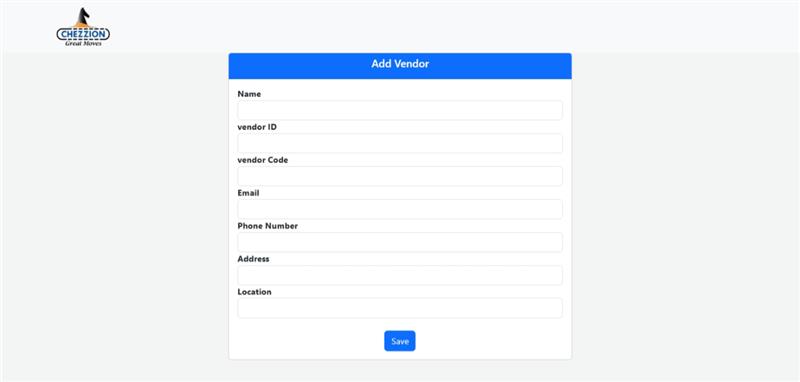 CHEZZION
Great Moves
Add Vendor
Name
vendor ID
vendor Code
Email
Phone Number
Address
Location
Save